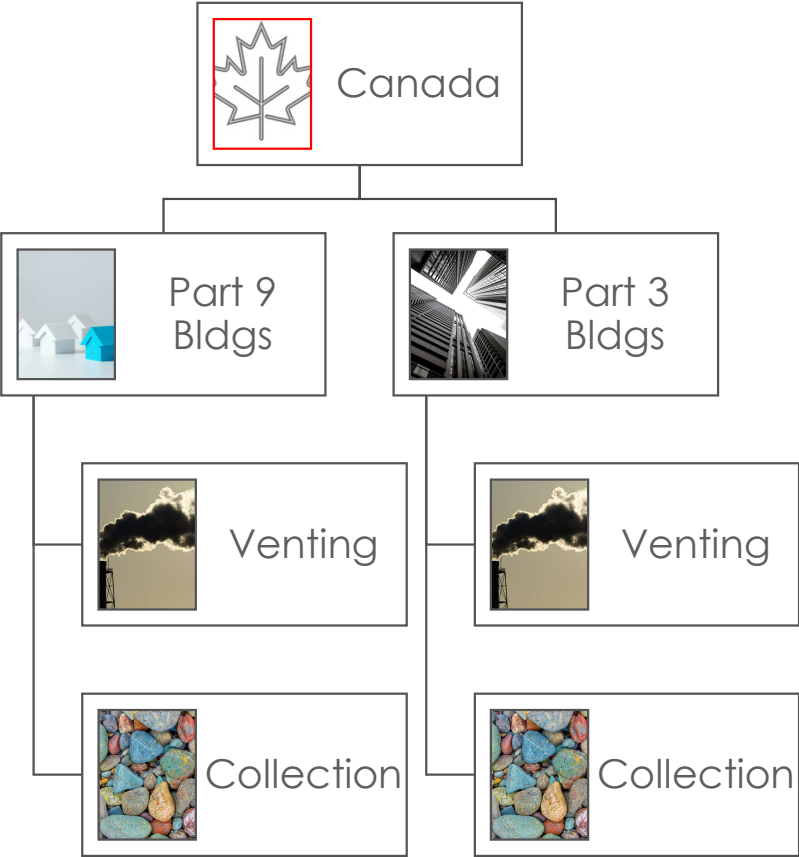 Canada
Part 9
Bldgs
Part 3
Bldgs
Venting
Venting
Collection
Collection